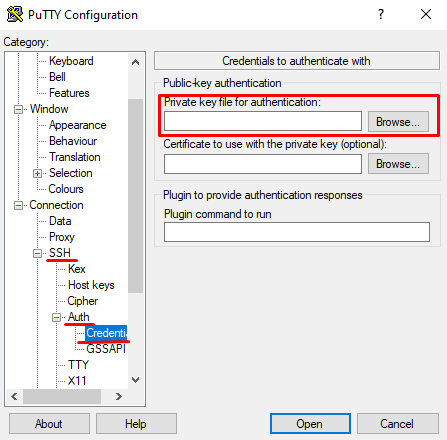 PuTTY Configuration
Category:
Keyboard
Bell
Features
Window
Appearance
Behaviour
Translation
Selection
Colours
Connection
Data
Proxy
SSH
Kex
Host keys
Cipher
Auth
Credentia
GSSAPI
TTY
X11
Credentials to authenticate with
Public-key authentication
Private key file for authentication:
Browse...
Certificate to use with the private key (optional):
Browse...
Plugin to provide authentication responses
Plugin command to run
About
Help
Open
Cancel